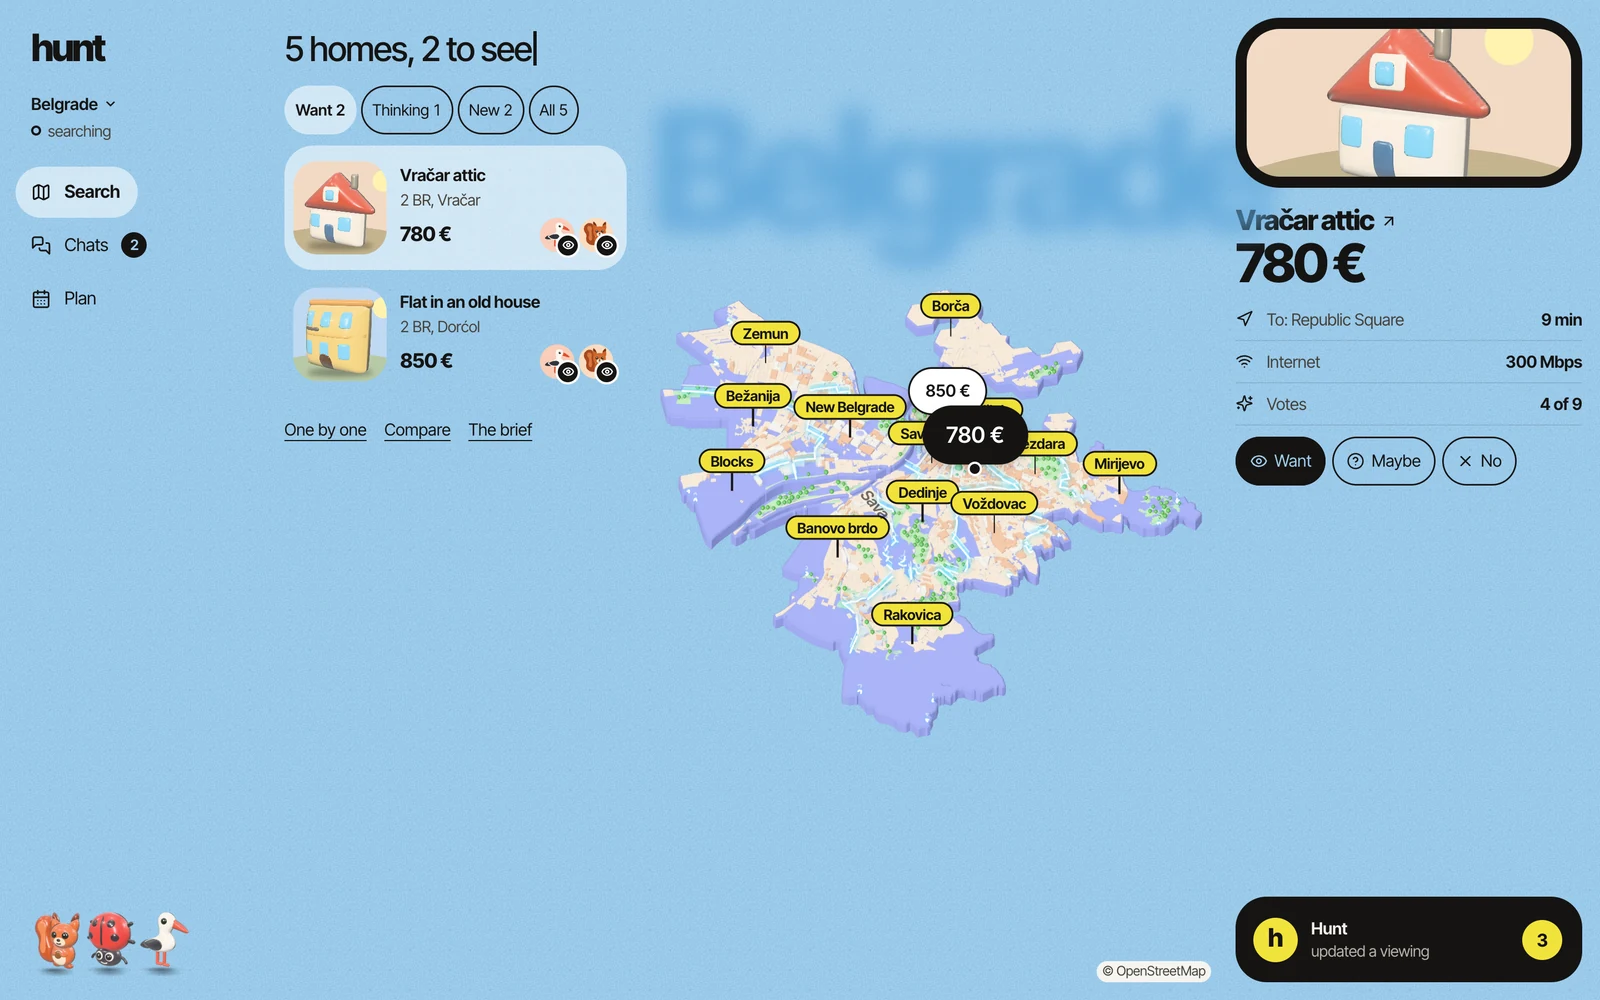 hunt
Belgrade
searching
Search
Chats 2
Plan
5 homes, 2 to see
Want 2
Thinking 1
New 2
All 5
Vračar attic
2 BR, Vračar
780 €
Flat in an old house
2 BR, Dorćol
850 €
One by one
Compare
The brief
Belgrade
Borča
Zemun
850 €
Bežanija
New Belgrade
Sav
780 €
ezdara
Blocks
Mirijevo
Dedinje
Sava
Voždovac
Banovo brdo
Rakovica
© OpenStreetMap
Vračar attic
780 €
To: Republic Square 9 min
Internet 300 Mbps
Votes 4 of 9
Want
Maybe
No
h
Hunt
updated a viewing
3